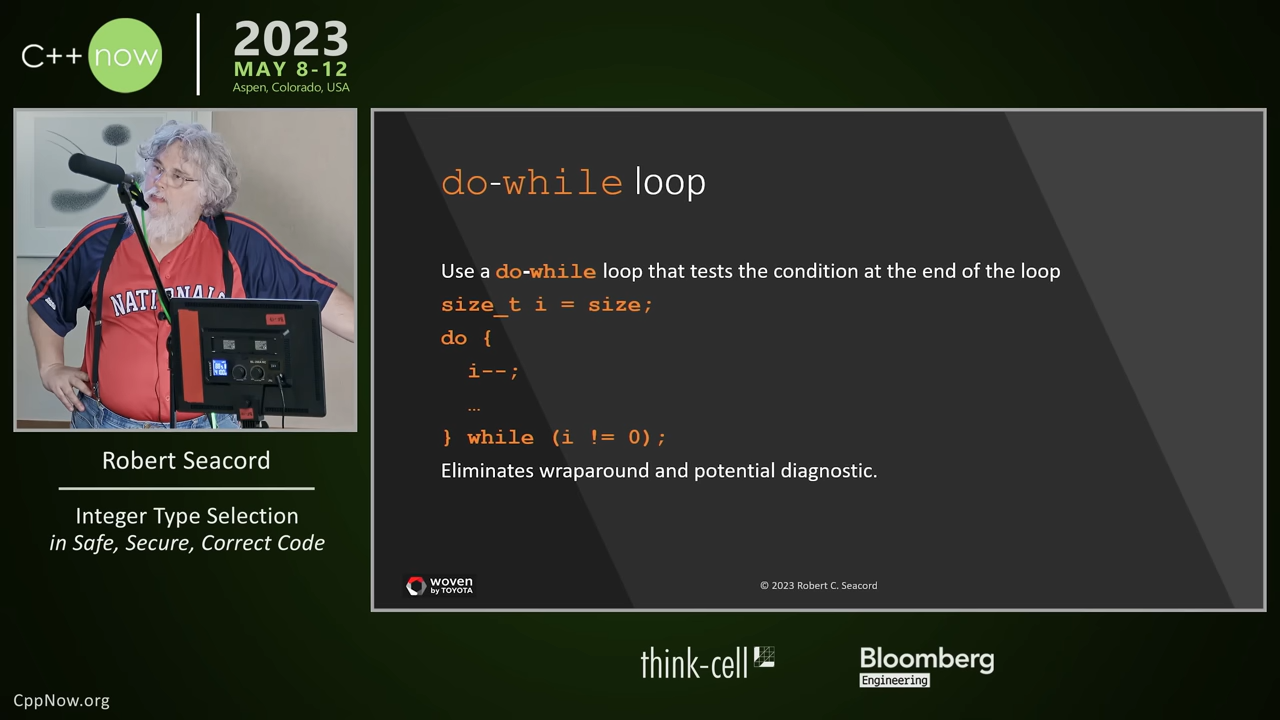 C++ now
2023
MAY 8-12
Aspen, Colorado, USA
NATIONALS
Robert Seacord
Integer Type Selection
in Safe, Secure, Correct Code
do-while loop
Use a do-while loop that tests the condition at the end of the loop
size_t i = size;
do {
i--;
…
} while (i != 0);
Eliminates wraparound and potential diagnostic.
woven
by TOYOTA
© 2023 Robert C. Seacord
think-cell
Bloomberg
Engineering
CppNow.org